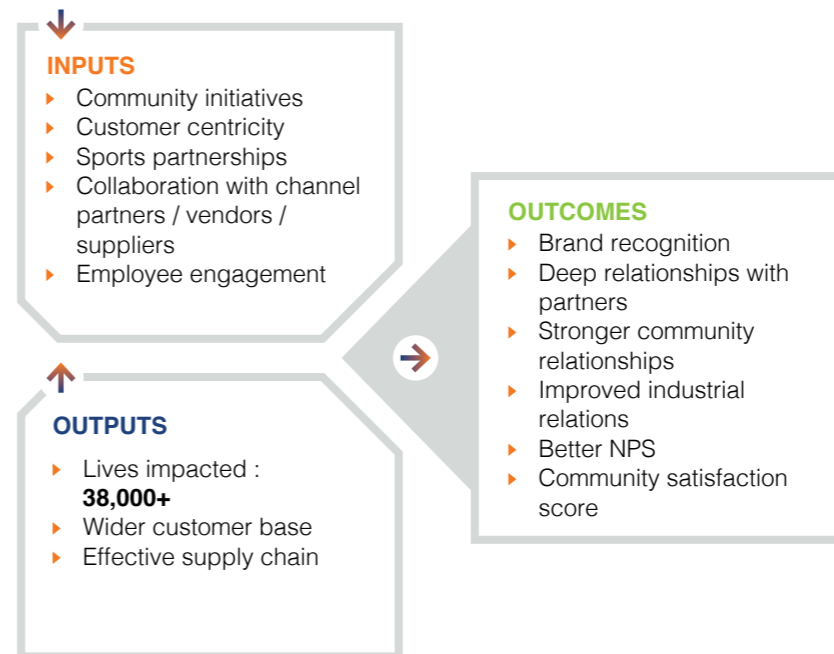 INPUTS
Community initiatives
Customer centricity
Sports partnerships
Collaboration with channel
partners / vendors /
suppliers
Employee engagement
OUTPUTS
Lives impacted :
38,000+
Wider customer base
Effective supply chain
OUTCOMES
Brand recognition
Deep relationships with
partners
Stronger community
relationships
Improved industrial
relations
Better NPS
Community satisfaction
score